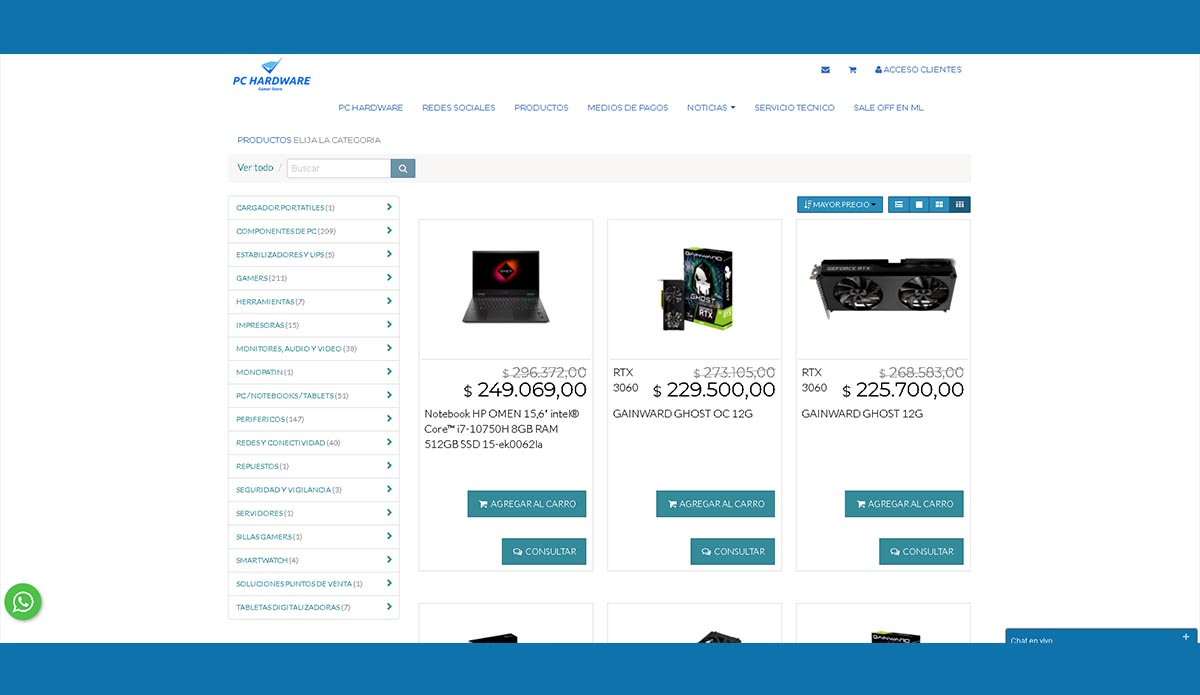 PC HARDWARE
Gamer Store
ACCESO CLIENTES
PC HARDWARE REDES SOCIALES PRODUCTOS MEDIOS DE PAGOS NOTICIAS SERVICIO TECNICO SALE OFF EN ML
PRODUCTOS ELIJA LA CATEGORIA
Ver todo / Buscar
MAYOR PRECIO
CARGADOR PORTATILES (1)
COMPONENTES DE PC (209)
ESTABILIZADORES Y UPS (5)
GAMERS (211)
HERRAMIENTAS (7)
IMPRESORAS (15)
MONITORES, AUDIO Y VIDEO (38)
MONOPATIN (1)
PC / NOTEBOOKS / TABLETS (51)
PERIFERICOS (147)
REDES Y CONECTIVIDAD (40)
REPUESTOS (1)
SEGURIDAD Y VIGILANCIA (3)
SERVIDORES (1)
SILLAS GAMERS (1)
SMARTWATCH (4)
SOLUCIONES PUNTOS DE VENTA (1)
TABLETAS DIGITALIZADORAS (7)
$ 296.372,00
$ 249.069,00
Notebook HP OMEN 15,6" intel®
Core™ i7-10750H 8GB RAM
512GB SSD 15-ek0062la
AGREGAR AL CARRO
CONSULTAR
GAINWARD
GHOST
RTX
RTX
3060
$ 273.105,00
$ 229.500,00
GAINWARD GHOST OC 12G
AGREGAR AL CARRO
CONSULTAR
GEFORCE RTX
RTX
3060
$ 268.583,00
$ 225.700,00
GAINWARD GHOST 12G
AGREGAR AL CARRO
CONSULTAR
GAINWARD
Chat en vivo